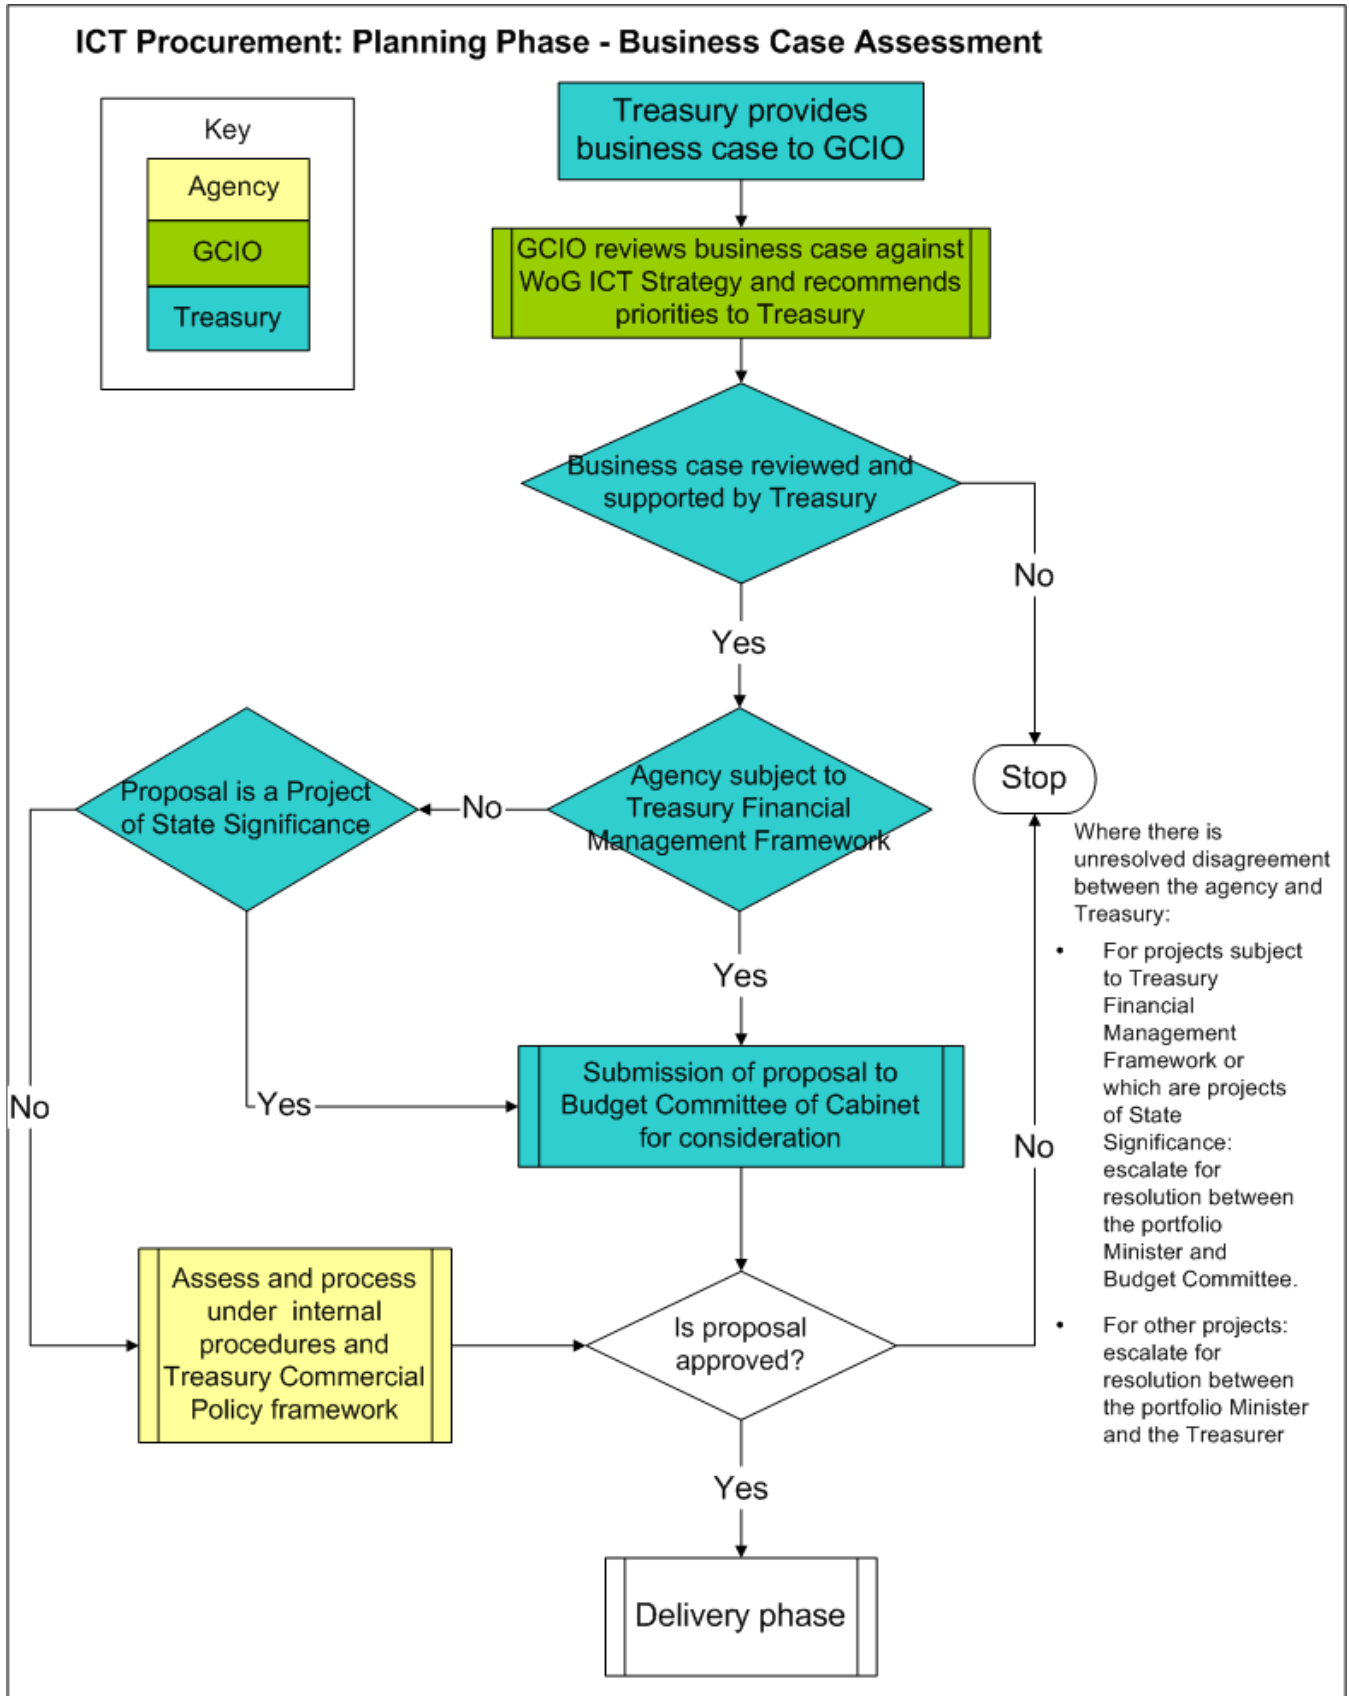 ICT Procurement: Planning Phase - Business Case Assessment
Key
Agency
GCIO
Treasury
Treasury provides
business case to GCIO
GCIO reviews business case against
WoG ICT Strategy and recommends
priorities to Treasury
Business case reviewed and
supported by Treasury
No
Yes
Proposal is a Project
of State Significance
No
Agency subject to
Treasury Financial
Management Framework
Stop
Where there is
unresolved disagreement
between the agency and
Treasury:
• For projects subject
to Treasury
Financial
Management
Framework or
which are projects
of State
Significance:
escalate for
resolution between
the portfolio
Minister and
Budget Committee.
• For other projects:
escalate for
resolution between
the portfolio Minister
and the Treasurer
Yes
No
Yes
Submission of proposal to
Budget Committee of Cabinet
for consideration
No
Assess and process
under internal
procedures and
Treasury Commercial
Policy framework
Is proposal
approved?
Yes
Delivery phase